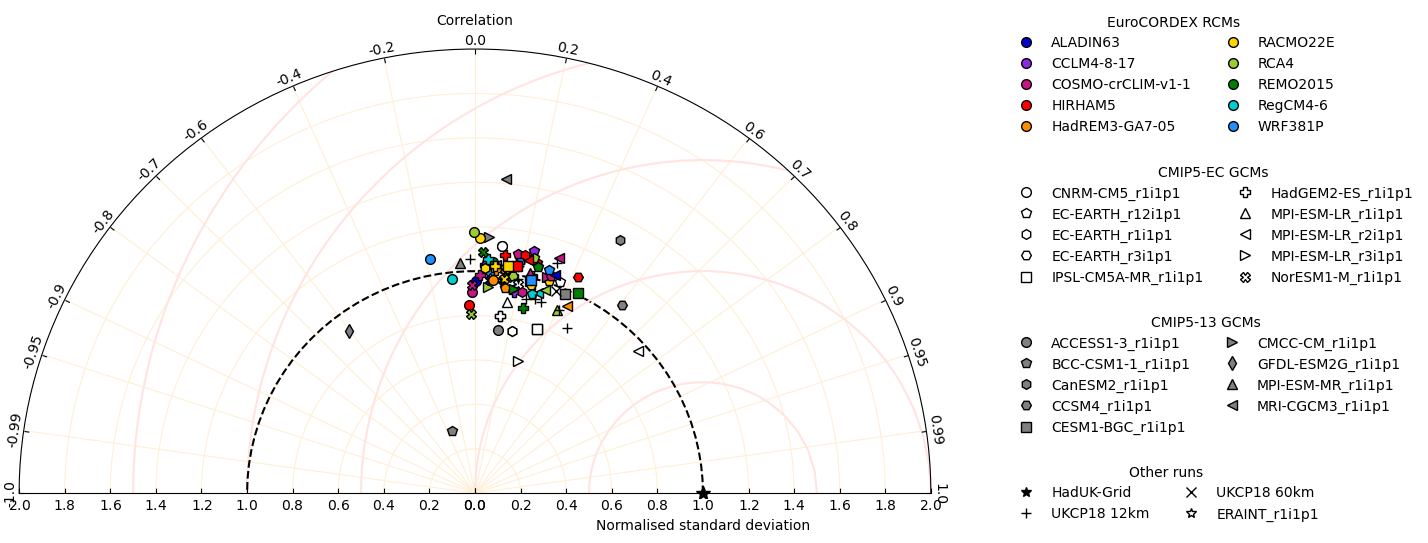 Correlation
-0.2 0.0 0.2
-0.4 0.4
-0.6 0.6
-0.7 0.7
-0.8 0.8
-0.9 0.9
-0.95 0.95
-0.99 0.99
-1.0 1.0
2.0 1.8 1.6 1.4 1.2 1.0 0.8 0.6 0.4 0.2 0.0 0.2 0.4 0.6 0.8 1.0 1.2 1.4 1.6 1.8 2.0
Normalised standard deviation
EuroCORDEX RCMs
ALADIN63 RACMO22E
CCLM4-8-17 RCA4
COSMO-crCLIM-v1-1 REMO2015
HIRHAM5 RegCM4-6
HadREM3-GA7-05 WRF381P
CMIP5-EC GCMs
CNRM-CM5_r1i1p1 HadGEM2-ES_r1i1p1
EC-EARTH_r12i1p1 MPI-ESM-LR_r1i1p1
EC-EARTH_r1i1p1 MPI-ESM-LR_r2i1p1
EC-EARTH_r3i1p1 MPI-ESM-LR_r3i1p1
IPSL-CM5A-MR_r1i1p1 NorESM1-M_r1i1p1
CMIP5-13 GCMs
ACCESS1-3_r1i1p1 CMCC-CM_r1i1p1
BCC-CSM1-1_r1i1p1 GFDL-ESM2G_r1i1p1
CanESM2_r1i1p1 MPI-ESM-MR_r1i1p1
CCSM4_r1i1p1 MRI-CGCM3_r1i1p1
CESM1-BGC_r1i1p1
Other runs
HadUK-Grid UKCP18 60km
UKCP18 12km ERAINT_r1i1p1